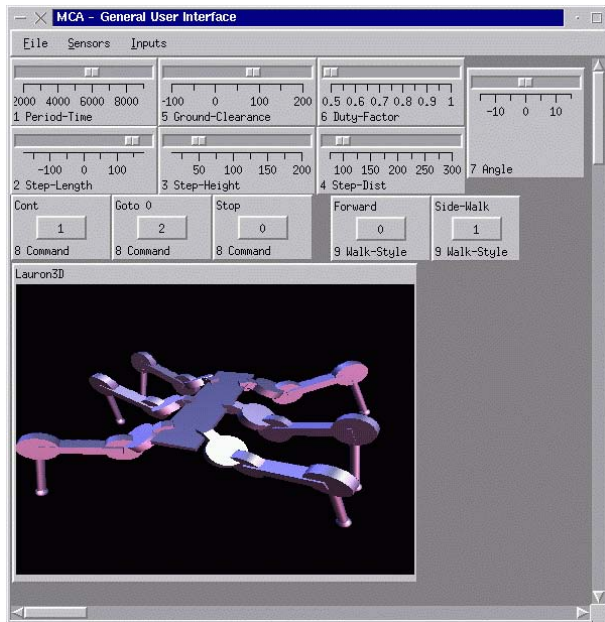 MCA - General User Interface
File Sensors Inputs
2000 4000 6000 8000
1 Period-Time
-100 0 100 200
5 Ground-Clearance
0.5 0.6 0.7 0.8 0.9 1
6 Duty-Factor
-10 0 10
7 Angle
-100 0 100
2 Step-Length
50 100 150 200
3 Step-Height
100 150 200 250 300
4 Step-Dist
Cont
1
8 Command
Goto 0
2
8 Command
Stop
0
8 Command
Forward
0
9 Walk-Style
Side-Walk
1
9 Walk-Style
Lauron3D